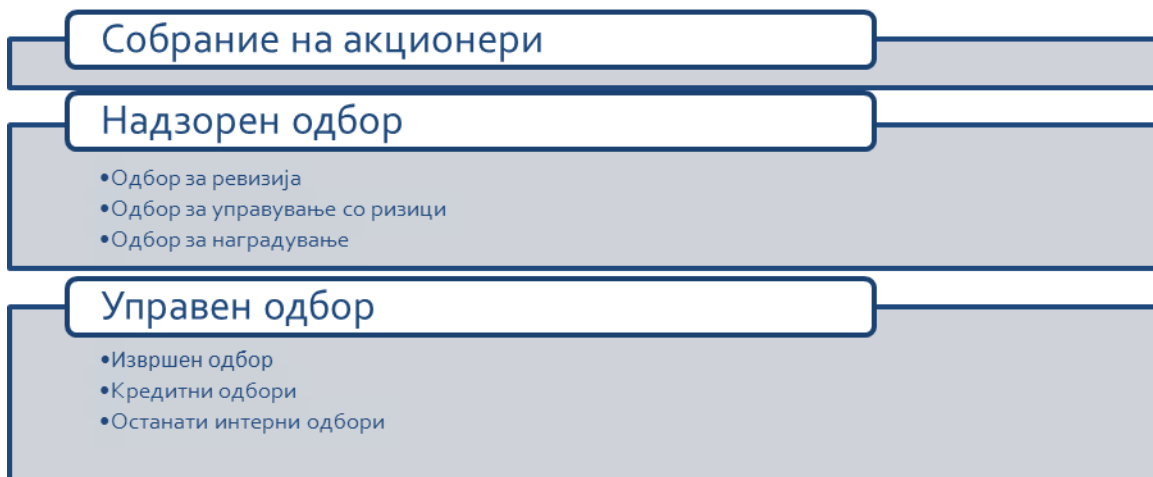 Собрание на акционери
Надзорен одбор
•Одбор за ревизија
•Одбор за управување со ризици
•Одбор за наградување
Управен одбор
•Извршен одбор
•Кредитни одбори
•Останати интерни одбори